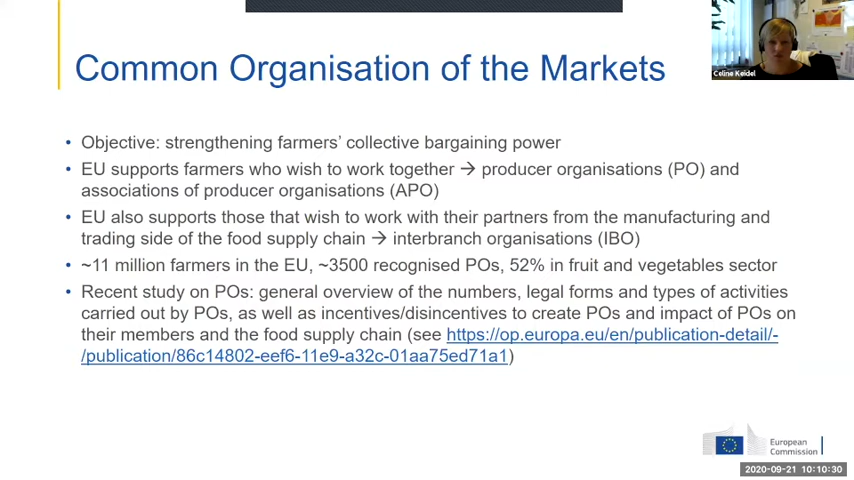 Common Organisation of the Markets
Celine Keidel
• Objective: strengthening farmers' collective bargaining power
• EU supports farmers who wish to work together → producer organisations (PO) and
associations of producer organisations (APO)
• EU also supports those that wish to work with their partners from the manufacturing and
trading side of the food supply chain → interbranch organisations (IBO)
• ~11 million farmers in the EU, ~3500 recognised POs, 52% in fruit and vegetables sector
• Recent study on POs: general overview of the numbers, legal forms and types of activities
carried out by POs, as well as incentives/disincentives to create POs and impact of POs on
their members and the food supply chain (see https://op.europa.eu/en/publication-detail/-
/publication/86c14802-eef6-11e9-a32c-01aa75ed71a1)
European
Commission
2020-09-21 10:10:30